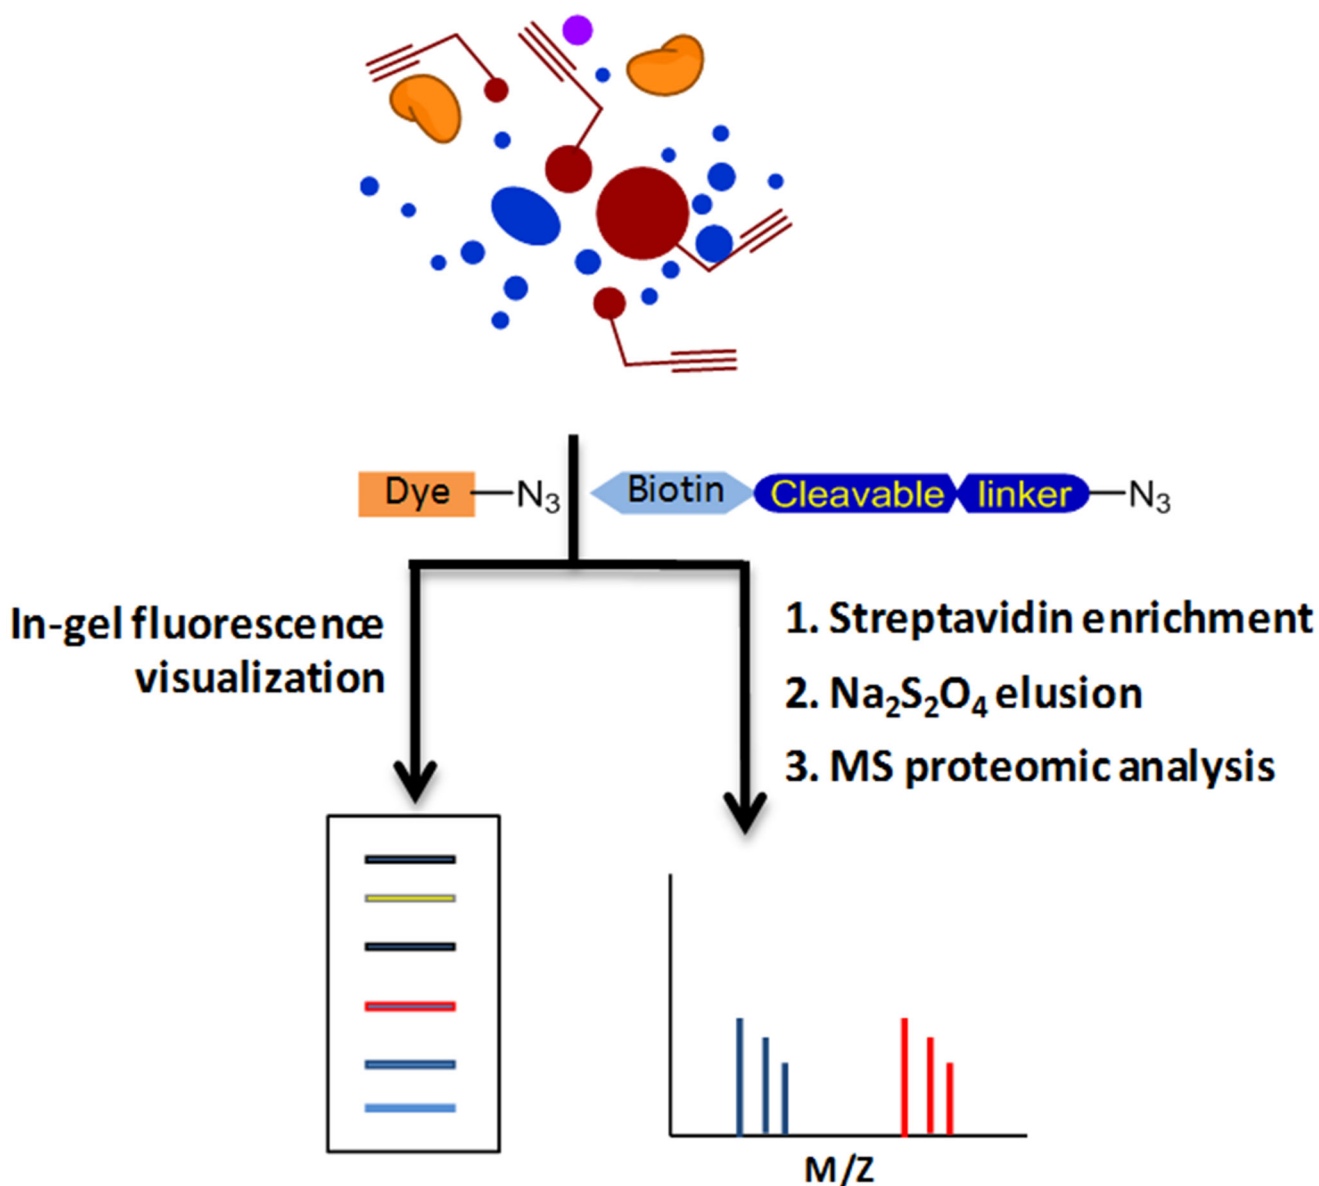 Dye —N₃
Biotin Cleavable linker —N₃
In-gel fluorescence
visualization
1. Streptavidin enrichment
2. Na₂S₂O₄ elusion
3. MS proteomic analysis
M/Z